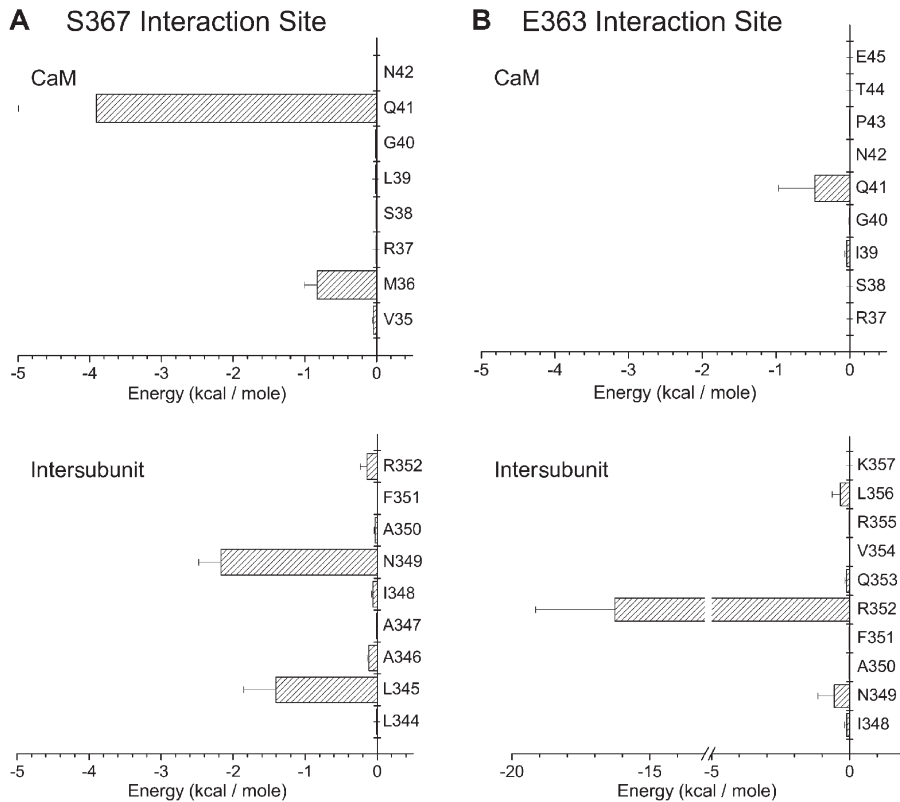 A S367 Interaction Site
CaM
N42
Q41
G40
L39
S38
R37
M36
V35
-5 -4 -3 -2 -1 0
Energy (kcal / mole)
Intersubunit
R352
F351
A350
N349
I348
A347
A346
L345
L344
-5 -4 -3 -2 -1 0
Energy (kcal / mole)
B E363 Interaction Site
CaM
E45
T44
P43
N42
Q41
G40
I39
S38
R37
-5 -4 -3 -2 -1 0
Energy (kcal / mole)
Intersubunit
K357
L356
R355
V354
Q353
R352
F351
A350
N349
I348
-20 -15 -5 0
Energy (kcal / mole)